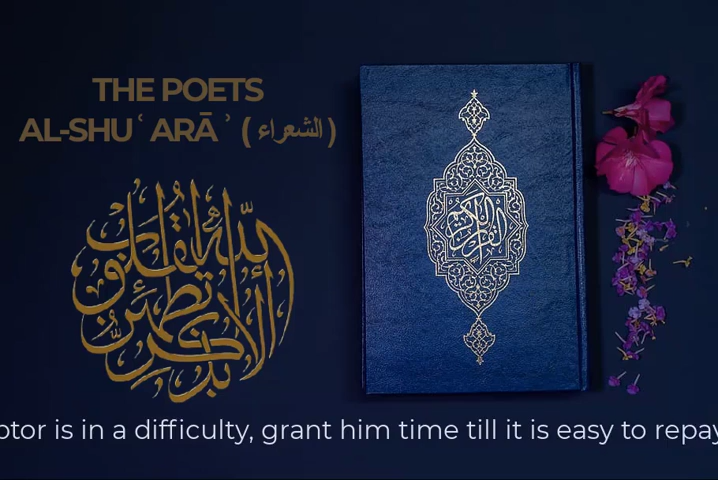 THE POETS
AL-SHUʿARĀʾ (الشعراء)
ألا بذكر الله تطمئن القلوب
القرآن الكريم
ptor is in a difficulty, grant him time till it is easy to repay